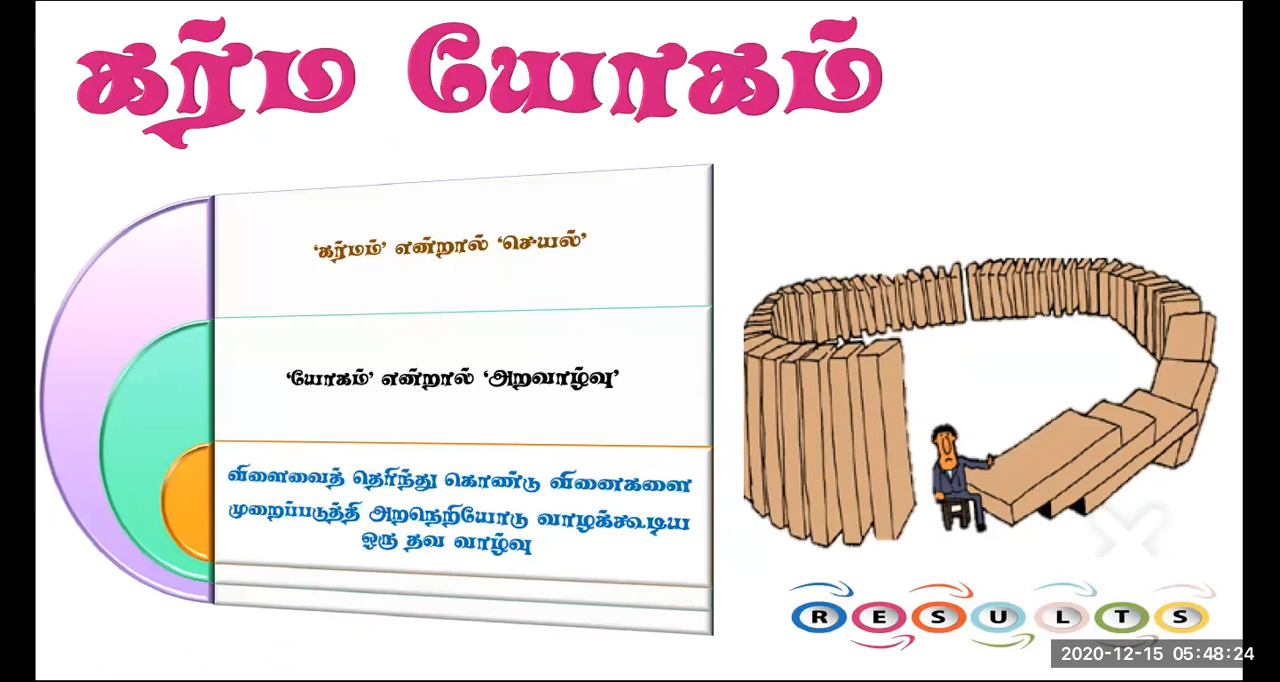 கர்ம யோகம்
‘கர்மம்’ என்றால் ‘செயல்’
‘யோகம்’ என்றால் ‘அறவாழ்வு’
விளைவைத் தெரிந்து கொண்டு வினைகளை
முறைப்படுத்தி அறநெறியோடு வாழக்கூடிய
ஒரு தவ வாழ்வு
RESULTS
2020-12-15 05:48:24